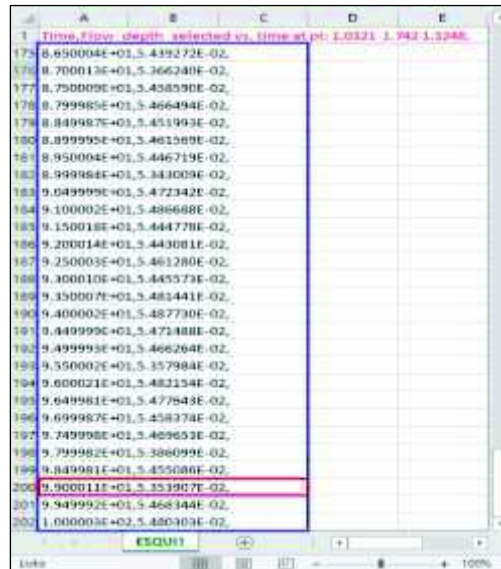 A B C D E
1 Time,Flow_depth_selected vs. time at pt: 1.0321 1.742 1.3248,
175 8.650004E+01,5.439272E-02,
176 8.700013E+01,5.366240E-02,
177 8.750009E+01,5.458590E-02,
178 8.799985E+01,5.466494E-02,
179 8.849987E+01,5.451993E-02,
180 8.899995E+01,5.461569E-02,
181 8.950004E+01,5.446719E-02,
182 8.999984E+01,5.343009E-02,
183 9.049999E+01,5.472342E-02,
184 9.100002E+01,5.486688E-02,
185 9.150018E+01,5.444778E-02,
186 9.200014E+01,5.443081E-02,
187 9.250003E+01,5.461280E-02,
188 9.300010E+01,5.445573E-02,
189 9.350007E+01,5.481441E-02,
190 9.400002E+01,5.487730E-02,
191 9.449999E+01,5.471488E-02,
192 9.499993E+01,5.466264E-02,
193 9.550002E+01,5.357984E-02,
194 9.600021E+01,5.482154E-02,
195 9.649981E+01,5.477643E-02,
196 9.699987E+01,5.458374E-02,
197 9.749998E+01,5.469653E-02,
198 9.799982E+01,5.386099E-02,
199 9.849981E+01,5.455086E-02,
200 9.900011E+01,5.353907E-02,
201 9.949992E+01,5.468344E-02,
202 1.000003E+02,5.480303E-02,
ESQUI1
Listo 100%